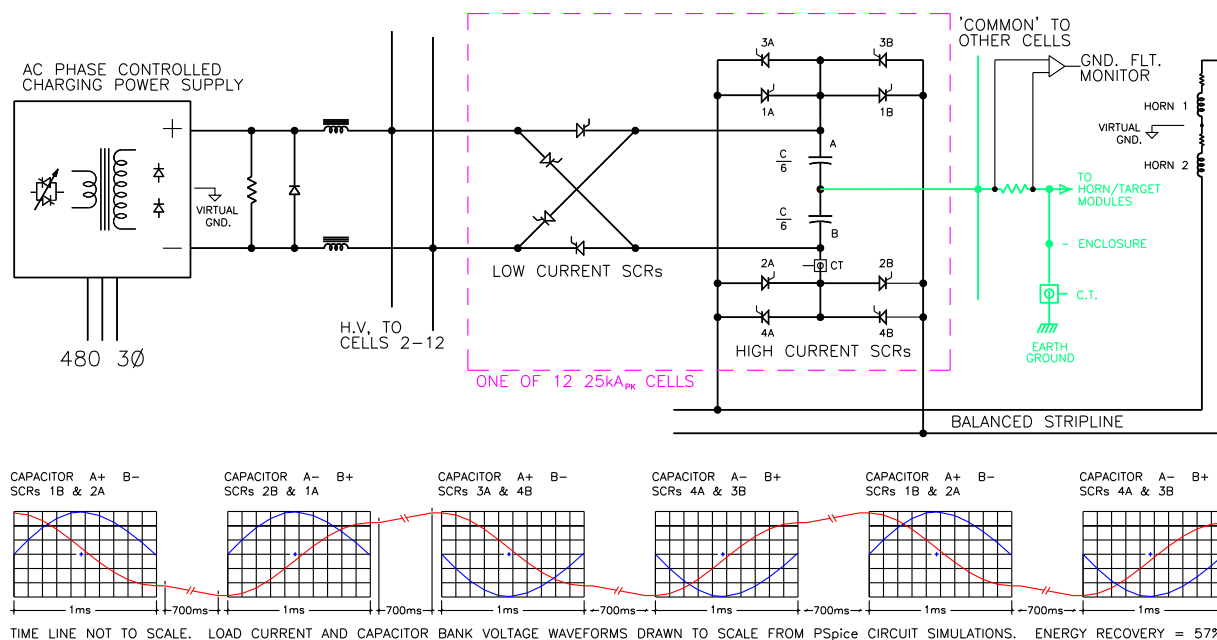 'COMMON' TO
OTHER CELLS
3A
3B
AC PHASE CONTROLLED
CHARGING POWER SUPPLY
GND. FLT.
MONITOR
1A
1B
HORN 1
+
VIRTUAL
GND.
C
6
A
HORN 2
TO
HORN/TARGET
MODULES
VIRTUAL
GND.
C
6
B
−
- ENCLOSURE
LOW CURRENT SCRs
2A
CT
2B
C.T.
H.V, TO
CELLS 2−12
4A
4B
480 3Ø
HIGH CURRENT SCRs
EARTH
GROUND
ONE OF 12 25kAPK CELLS
BALANCED STRIPLINE
CAPACITOR A+ B−
SCRs 1B & 2A
CAPACITOR A− B+
SCRs 2B & 1A
CAPACITOR A+ B−
SCRs 3A & 4B
CAPACITOR A− B+
SCRs 4A & 3B
CAPACITOR A+ B−
SCRs 1B & 2A
CAPACITOR A− B+
SCRs 4A & 3B
1ms
~700ms
1ms
~700ms
1ms
~700ms
1ms
~700ms
1ms
~700ms
1ms
TIME LINE NOT TO SCALE. LOAD CURRENT AND CAPACITOR BANK VOLTAGE WAVEFORMS DRAWN TO SCALE FROM PSpice CIRCUIT SIMULATIONS. ENERGY RECOVERY = 57%